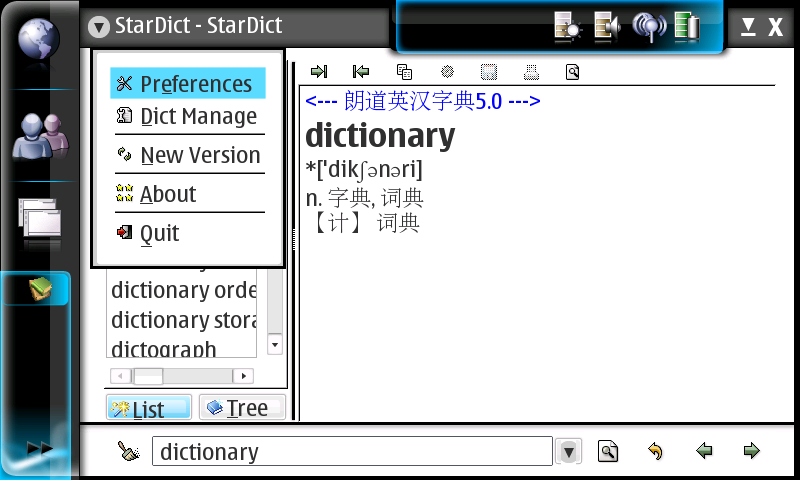 StarDict - StarDict
Preferences
Dict Manage
New Version
About
Quit
dictionary orde
dictionary stora
dictograph
List
Tree
<--- 朗道英汉字典5.0 --->
dictionary
*['dikʃənəri]
n. 字典, 词典
【计】 词典
dictionary